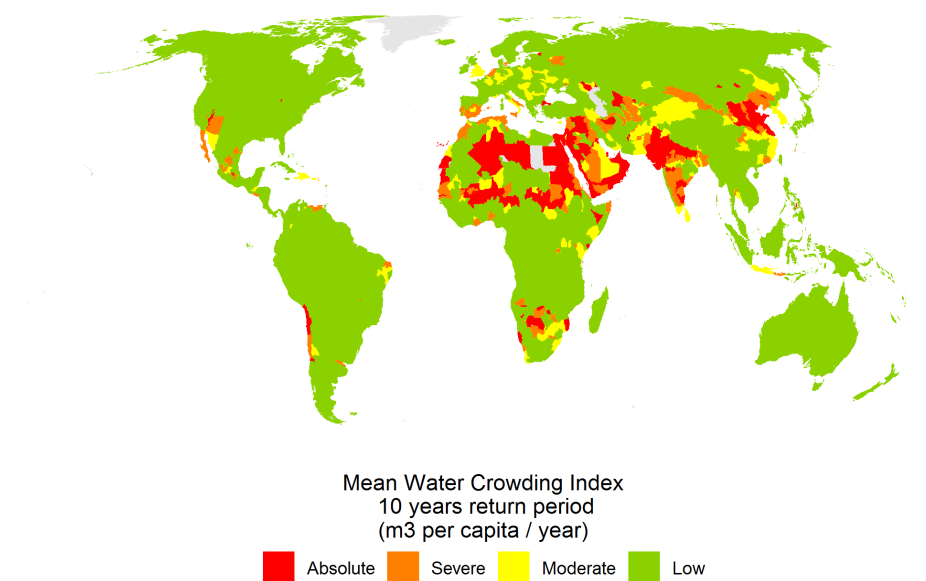 Mean Water Crowding Index
10 years return period
(m3 per capita / year)
Absolute Severe Moderate Low